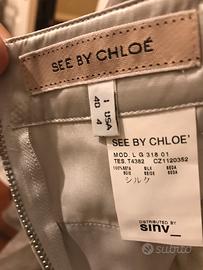 SEE BY CHLOÉ
I USA
40 4
SEE BY CHLOE'
MOD. L G 318 01
TES. T4382 CZ1120352
シルク
DISTRIBUTED BY
SINV_
subito